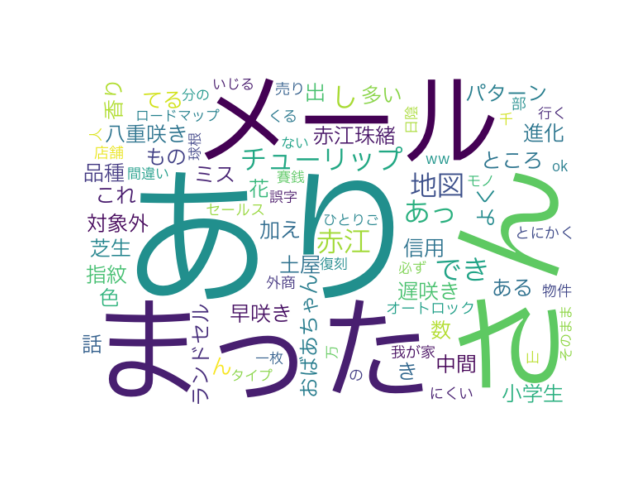 いじる
売り
香り
てる
分の
出
し
多い
パターン
メール
ロードマップ
くる
日陰
部
行く
千
人
八重咲き
もの
球根
ない
赤江珠緒
進化
店舗
チューリップ
ww
ところ
ok
品種
間違い
ミス
賽銭
モノ
これ
花
誤字
地図
あり
まった
セールス
ひとりご
あっ
とにかく
対象外
加え
赤江
信用
芝生
土屋
復刻
必ず
でき
指紋
外商
遅咲き
ある
物件
色
おばあちゃん
オートロック
そのまま
ランドセル
早咲き
万
数
話
一枚
我が家
中間
山
ん
タイプ
の
き
にくい
小学生